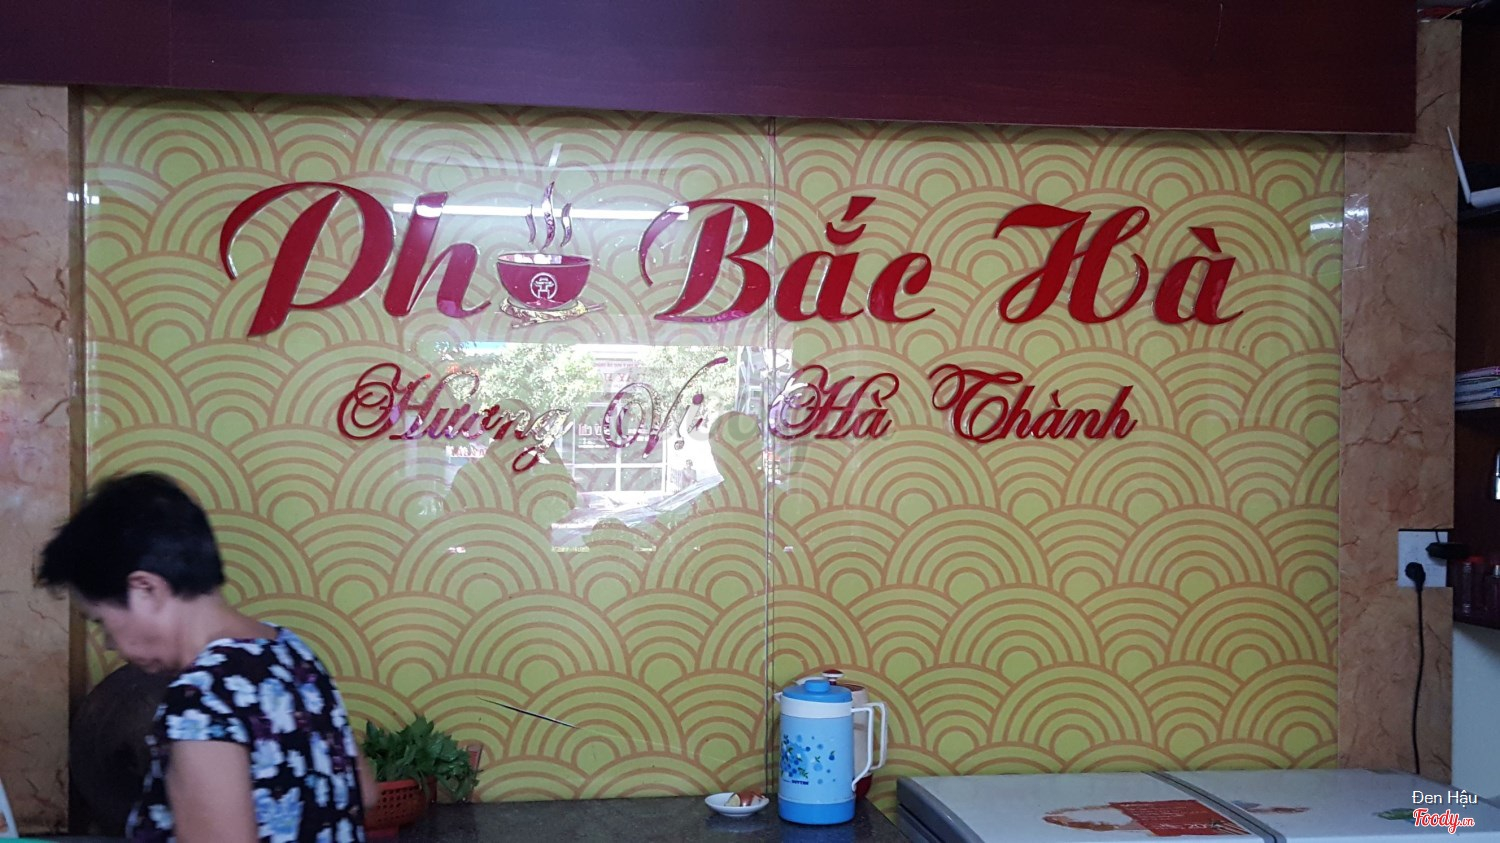 Phở Bắc Hà
Hương Vị Hà Thành
Đen Hậu
Foody.vn